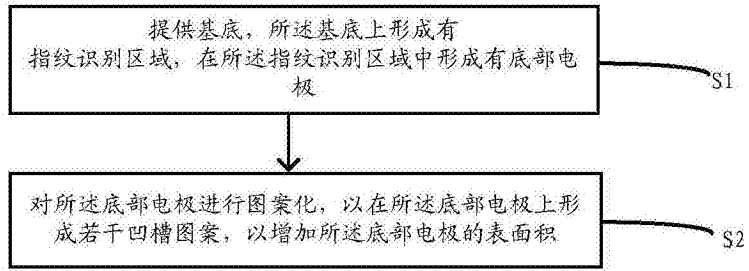 提供基底，所述基底上形成有
指纹识别区域，在所述指纹识别区域中形成有底部电
极
S1
对所述底部电极进行图案化，以在所述底部电极上形
成若干凹槽图案，以增加所述底部电极的表面积
S2